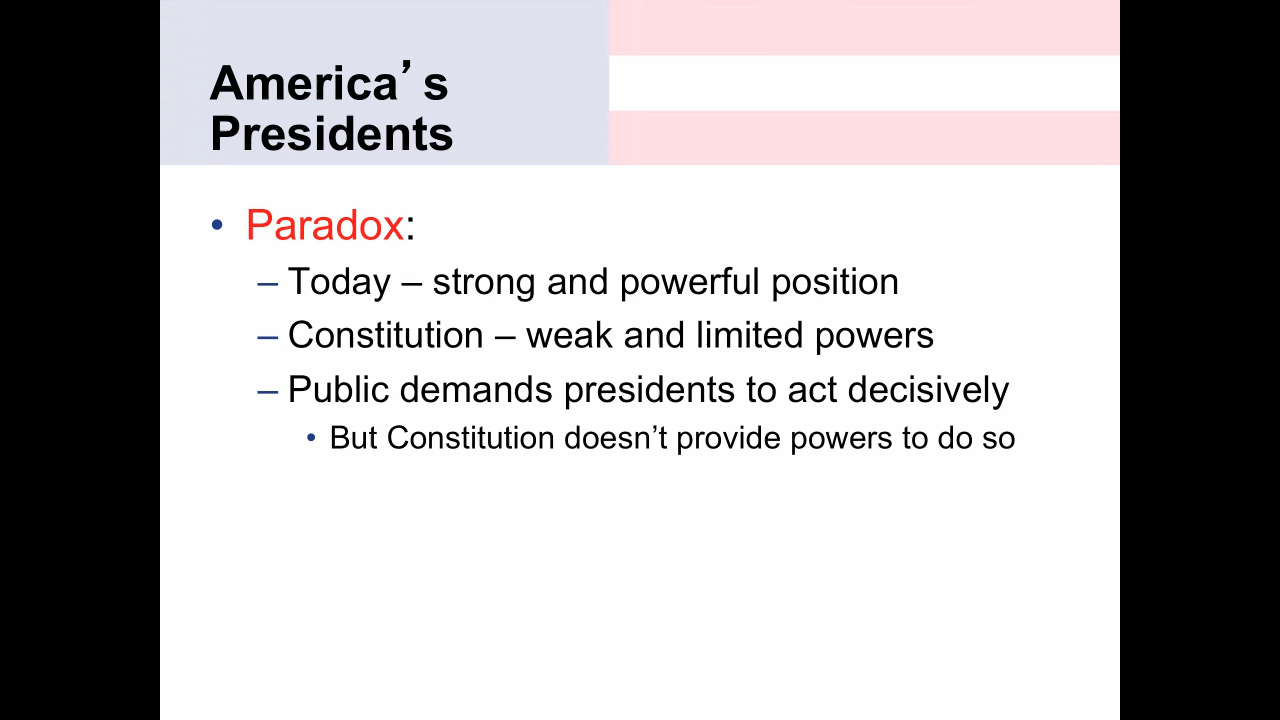 America’s
Presidents
• Paradox:
– Today – strong and powerful position
– Constitution – weak and limited powers
– Public demands presidents to act decisively
• But Constitution doesn’t provide powers to do so